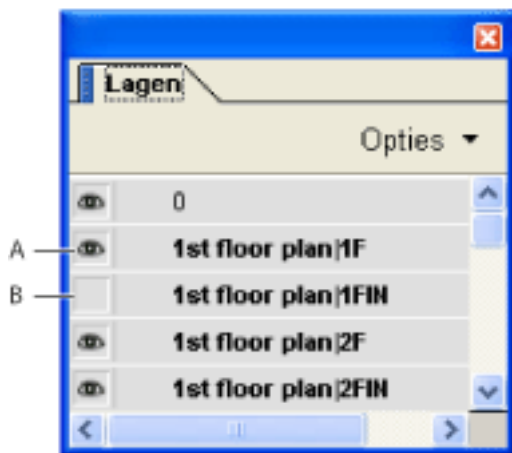 Lagen
Opties
0
A 1st floor plan|1F
B 1st floor plan|1FIN
1st floor plan|2F
1st floor plan|2FIN